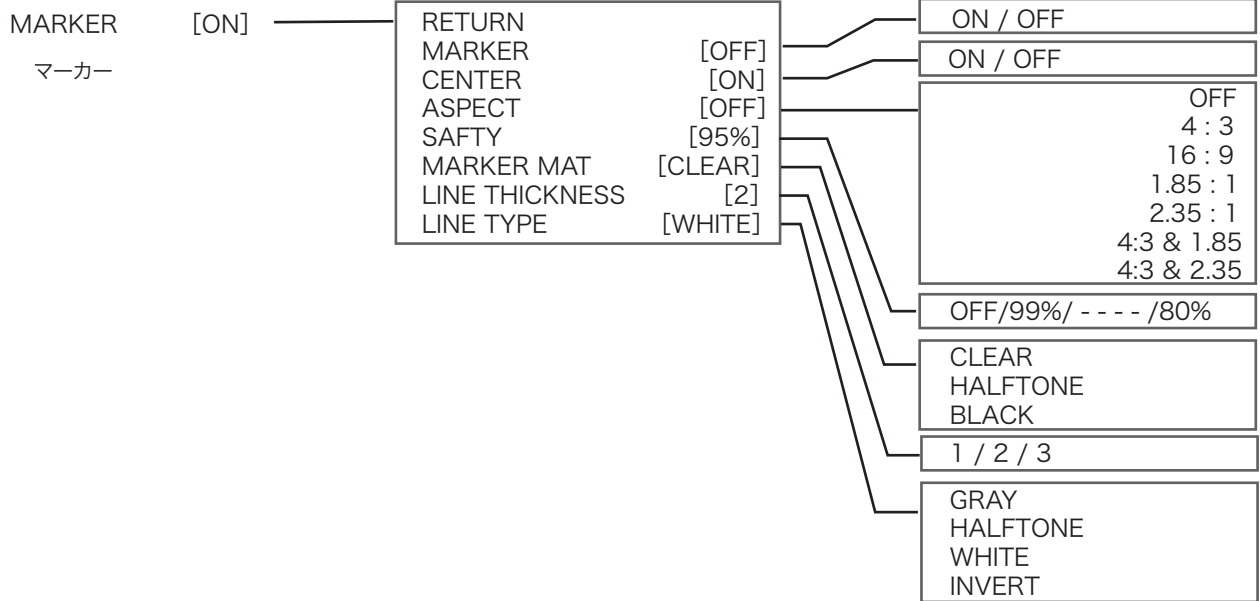 MARKER [ON]
マーカー
RETURN
MARKER [OFF]
CENTER [ON]
ASPECT [OFF]
SAFTY [95%]
MARKER MAT [CLEAR]
LINE THICKNESS [2]
LINE TYPE [WHITE]
ON / OFF
ON / OFF
OFF
4 : 3
16 : 9
1.85 : 1
2.35 : 1
4:3 & 1.85
4:3 & 2.35
OFF/99%/ - - - - /80%
CLEAR
HALFTONE
BLACK
1 / 2 / 3
GRAY
HALFTONE
WHITE
INVERT